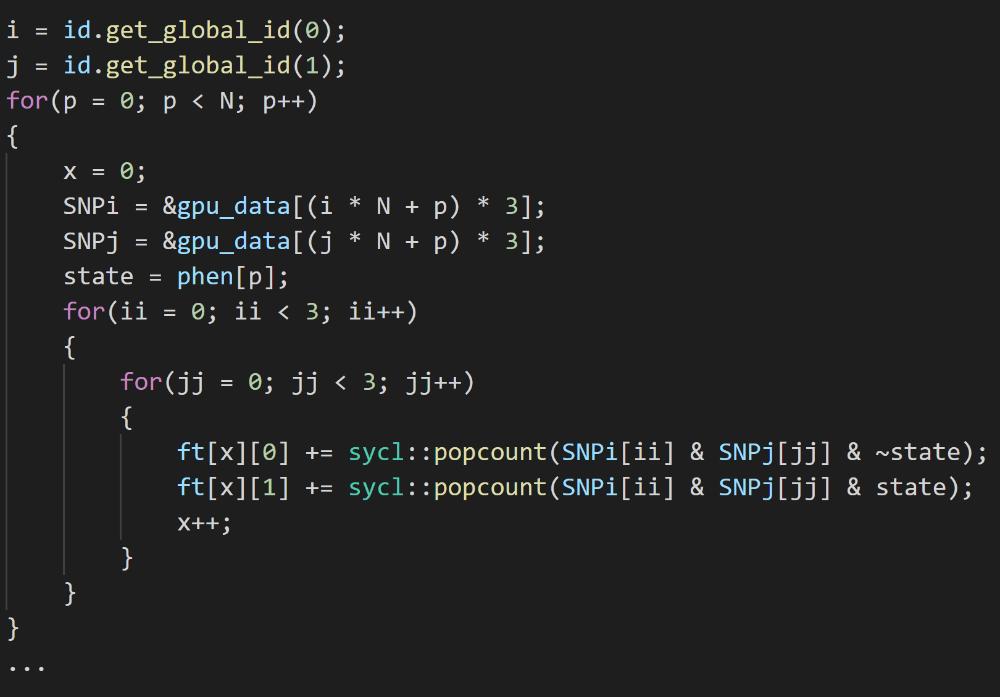 i = id.get_global_id(0);
j = id.get_global_id(1);
for(p = 0; p < N; p++)
{
    x = 0;
    SNPi = &gpu_data[(i * N + p) * 3];
    SNPj = &gpu_data[(j * N + p) * 3];
    state = phen[p];
    for(ii = 0; ii < 3; ii++)
    {
        for(jj = 0; jj < 3; jj++)
        {
            ft[x][0] += sycl::popcount(SNPi[ii] & SNPj[jj] & ~state);
            ft[x][1] += sycl::popcount(SNPi[ii] & SNPj[jj] & state);
            x++;
        }
    }
}
...